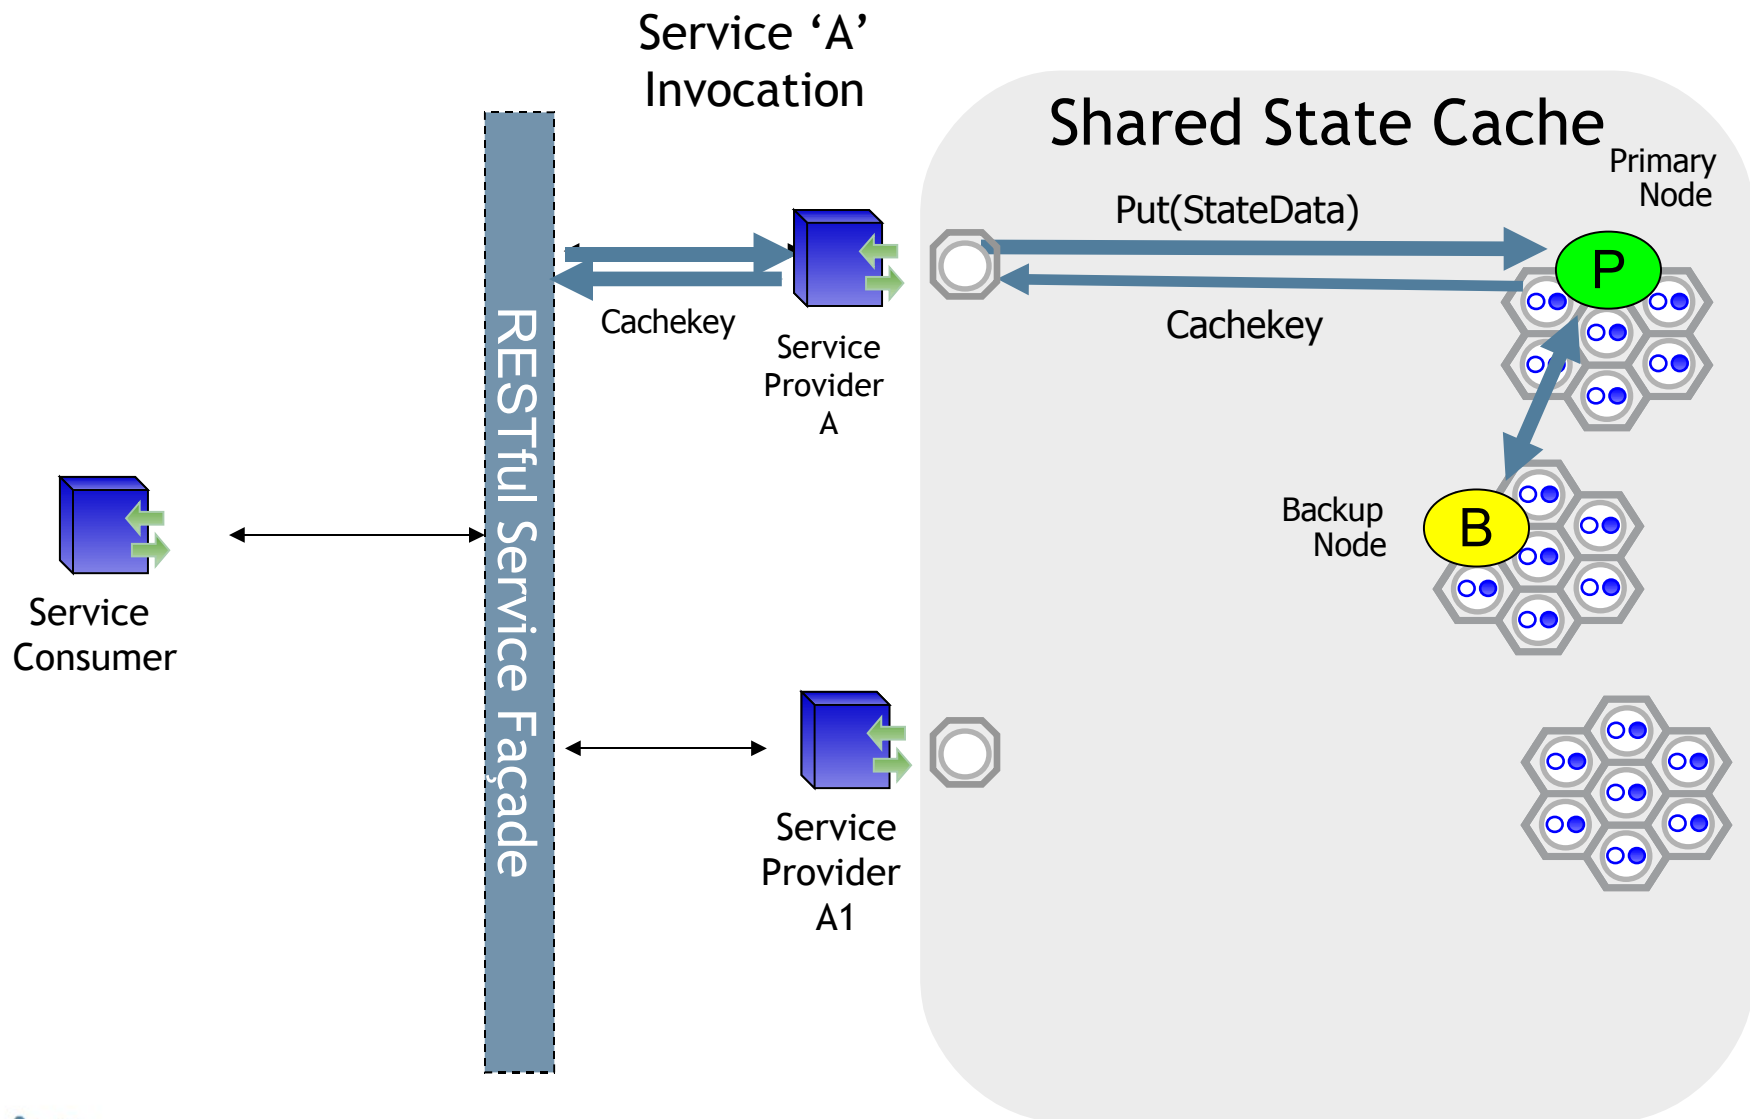 Service ‘A’
Invocation
Shared State Cache
Primary
Node
Put(StateData)
P
Cachekey
Cachekey
Service
Provider
A
RESTful Service Façade
Backup
Node
B
Service
Consumer
Service
Provider
A1